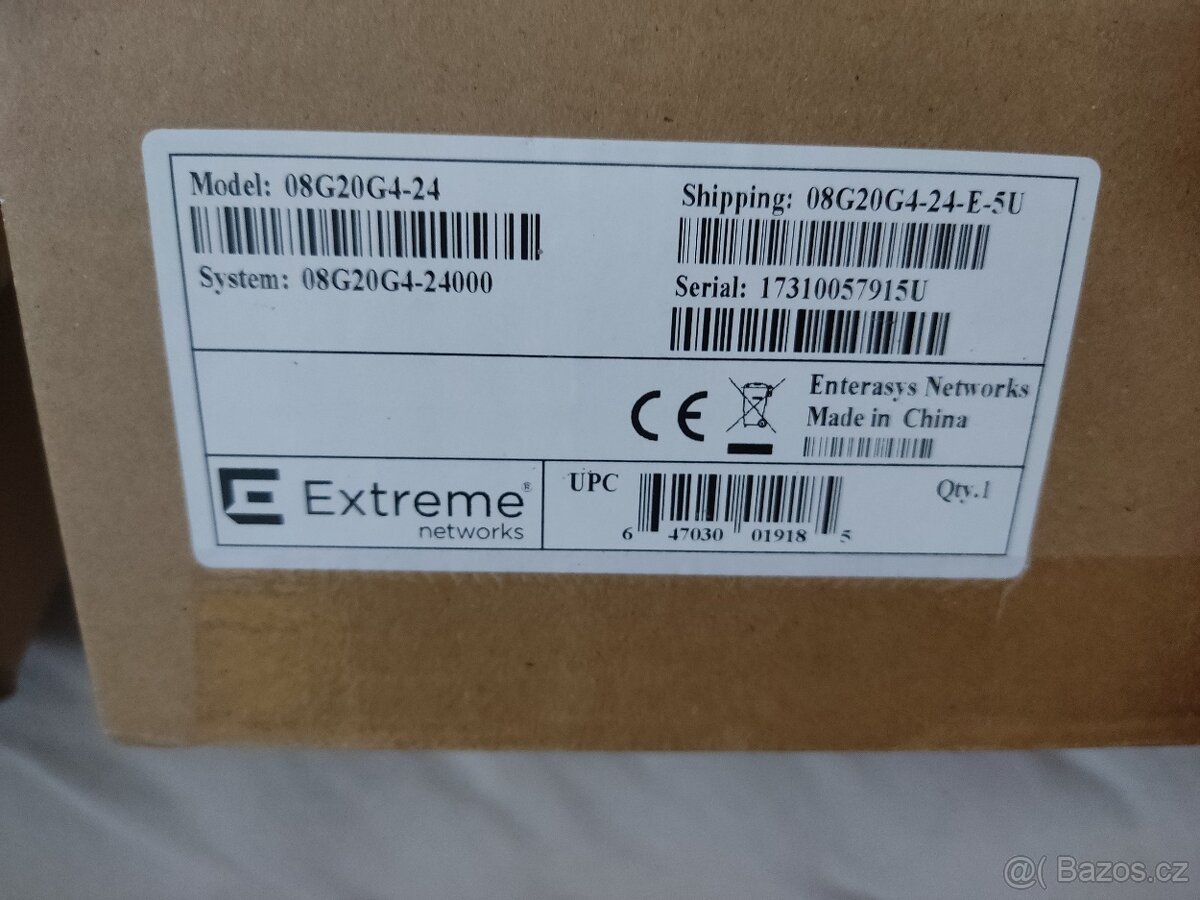 Model: 08G20G4-24
Shipping: 08G20G4-24-E-5U
System: 08G20G4-24000
Serial: 17310057915U
CE
Enterasys Networks
Made in China
Extreme®
networks
UPC
6 47030 01918 5
Qty.1
@( Bazos.cz